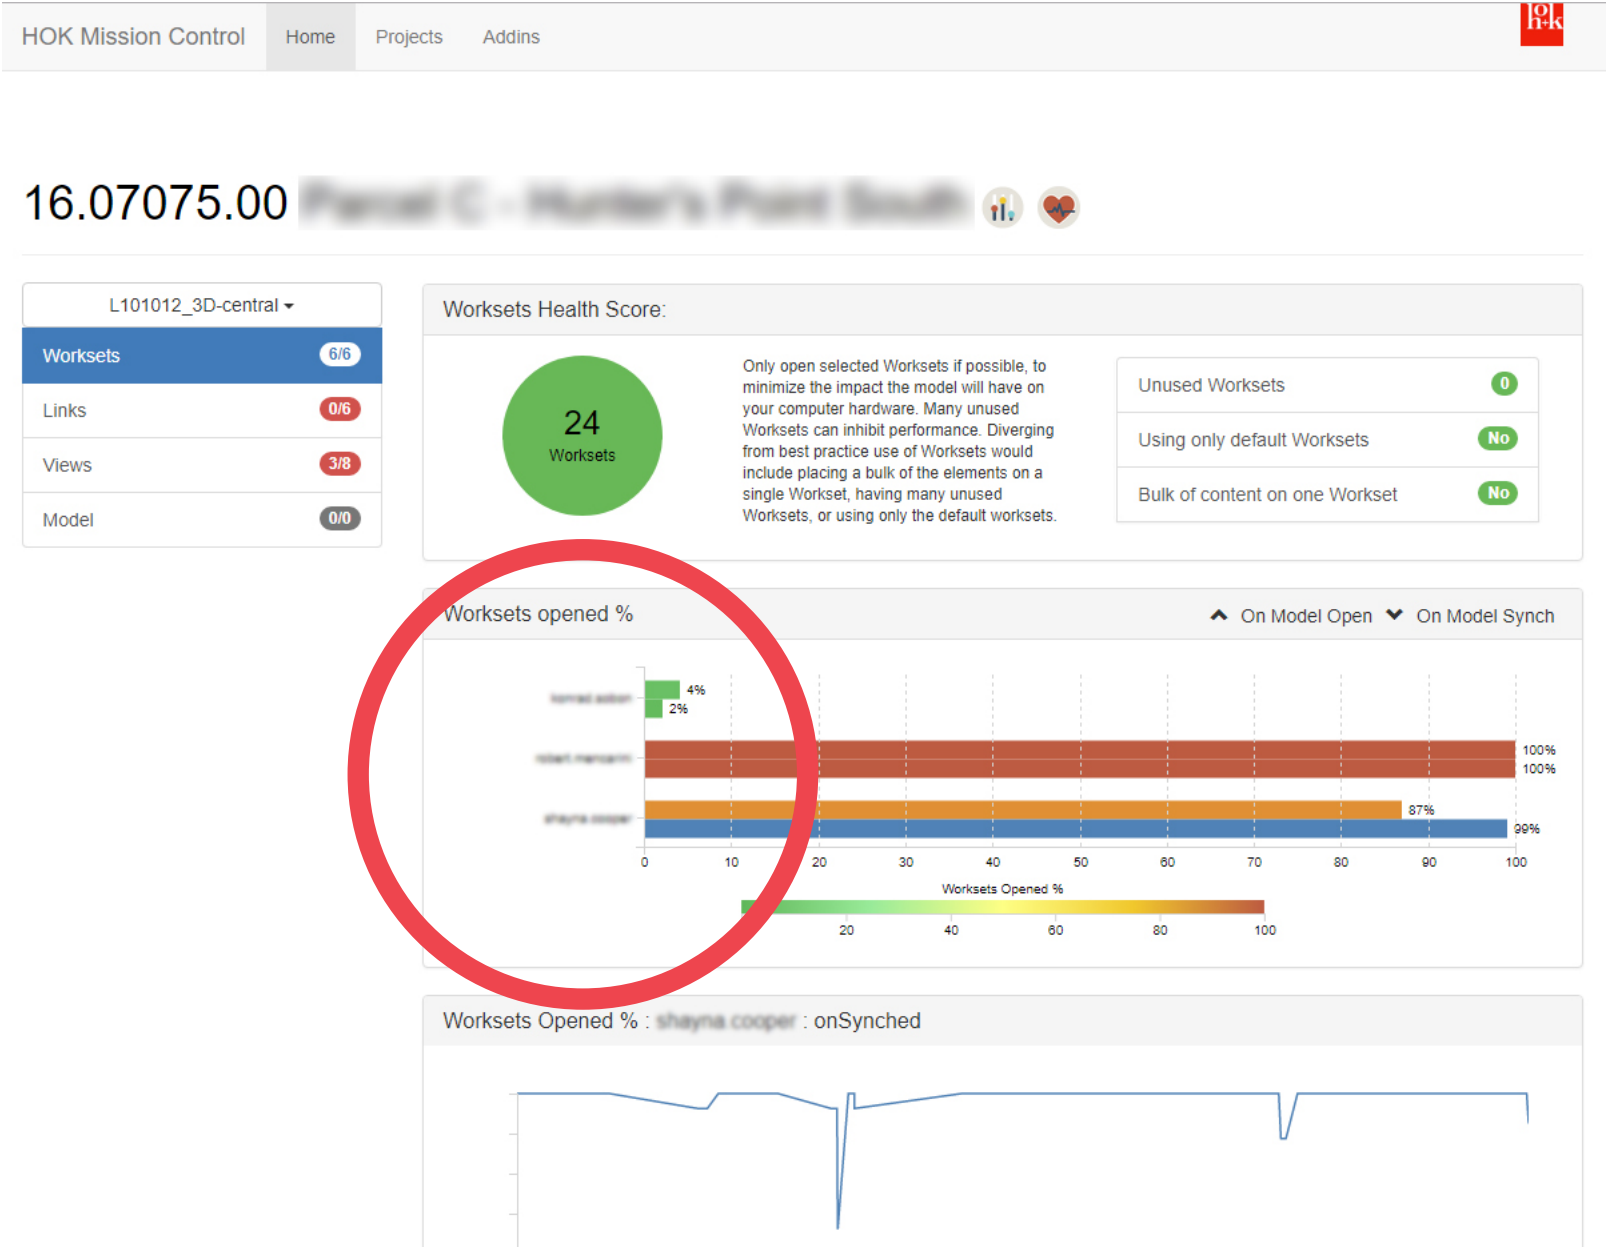 HOK Mission Control Home Projects Addins
16.07075.00
L101012_3D-central
Worksets 6/6
Links 0/6
Views 3/8
Model 0/0
Worksets Health Score:
24
Worksets
Only open selected Worksets if possible, to
minimize the impact the model will have on
your computer hardware. Many unused
Worksets can inhibit performance. Diverging
from best practice use of Worksets would
include placing a bulk of the elements on a
single Workset, having many unused
Worksets, or using only the default worksets.
Unused Worksets 0
Using only default Worksets No
Bulk of content on one Workset No
Worksets opened % On Model Open On Model Synch
4%
2%
100%
100%
87%
99%
0 10 20 30 40 50 60 70 80 90 100
Worksets Opened %
20 40 60 80 100
Worksets Opened % : : onSynched